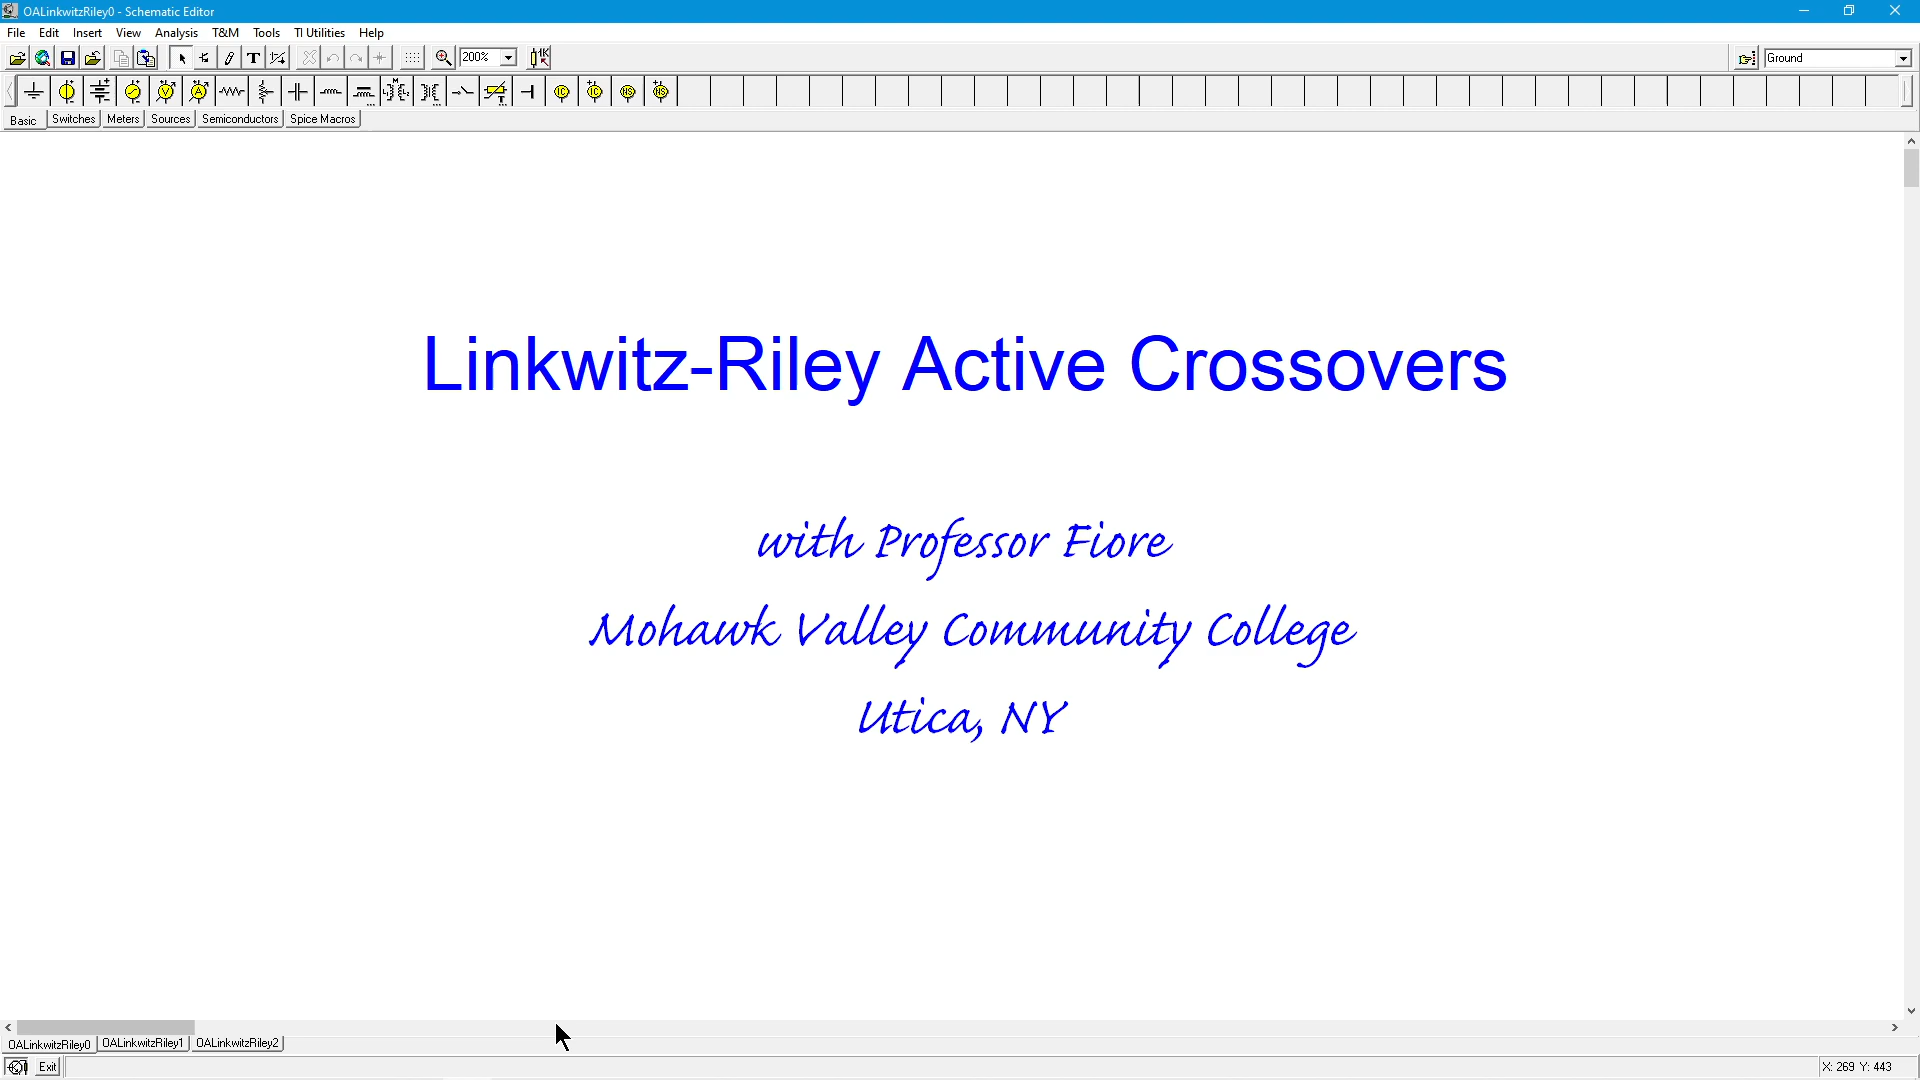 OALinkwitzRiley0 - Schematic Editor
File Edit Insert View Analysis T&M Tools TI Utilities Help
200% 1K Ground
Basic Switches Meters Sources Semiconductors Spice Macros
Linkwitz-Riley Active Crossovers
with Professor Fiore
Mohawk Valley Community College
Utica, NY
OALinkwitzRiley0 OALinkwitzRiley1 OALinkwitzRiley2
Exit X: 269 Y: 443